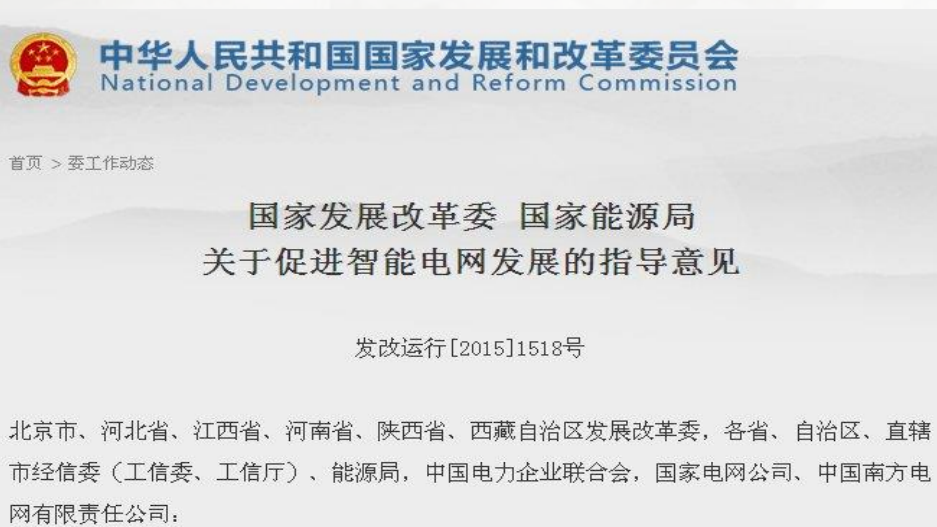 中华人民共和国国家发展和改革委员会
National Development and Reform Commission
首页 > 委工作动态
国家发展改革委 国家能源局
关于促进智能电网发展的指导意见
发改运行[2015]1518号
北京市、河北省、江西省、河南省、陕西省、西藏自治区发展改革委，各省、自治区、直辖
市经信委（工信委、工信厅）、能源局，中国电力企业联合会，国家电网公司、中国南方电
网有限责任公司：